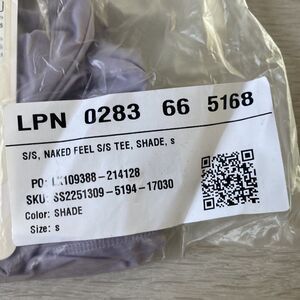 LPN 0283 66 5168
S/S, NAKED FEEL S/S TEE, SHADE, s
PO: LK109388-214128
SKU: SS2251309-5194-17030
Color: SHADE
Size: s